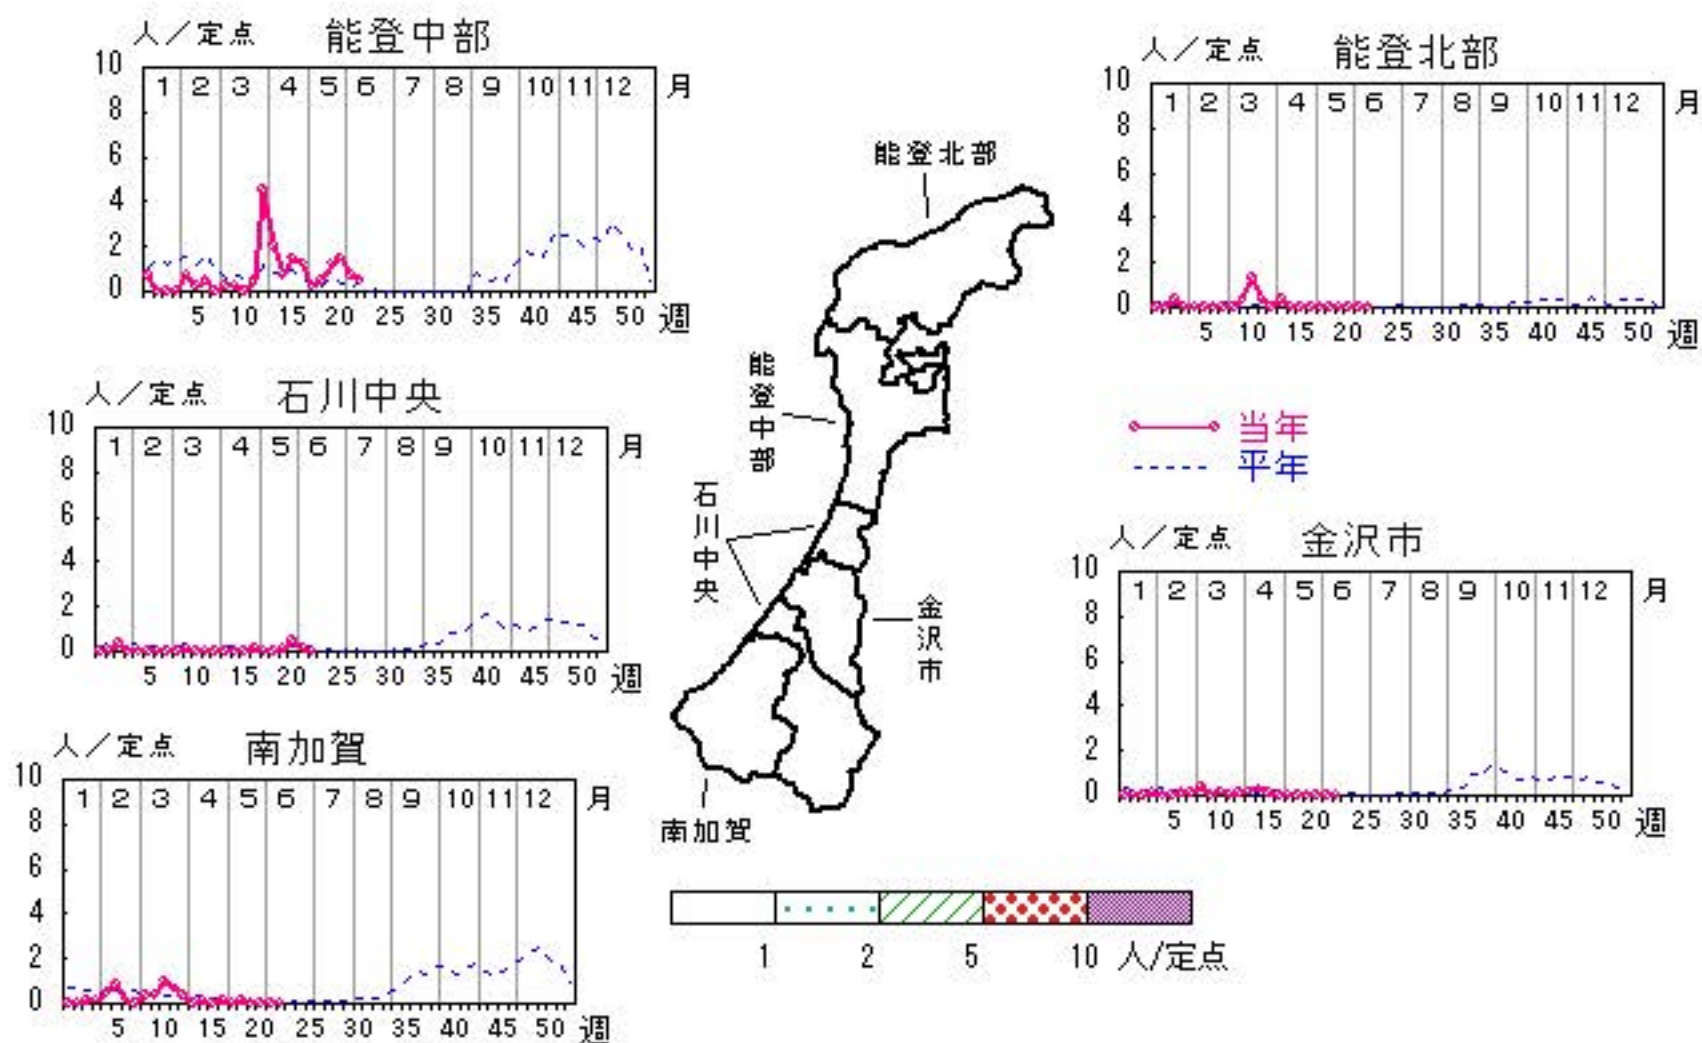 人／定点 能登中部
10 8 6 4 2 0
1 2 3 4 5 6 7 8 9 10 11 12 月
5 10 15 20 25 30 35 40 45 50 週
人／定点 能登北部
10 8 6 4 2 0
1 2 3 4 5 6 7 8 9 10 11 12 月
5 10 15 20 25 30 35 40 45 50 週
能登北部
能登中部
石川中央
金沢市
南加賀
人／定点 石川中央
10 8 6 4 2 0
1 2 3 4 5 6 7 8 9 10 11 12 月
5 10 15 20 25 30 35 40 45 50 週
当年
平年
人／定点 金沢市
10 8 6 4 2 0
1 2 3 4 5 6 7 8 9 10 11 12 月
5 10 15 20 25 30 35 40 45 50 週
人／定点 南加賀
10 8 6 4 2 0
1 2 3 4 5 6 7 8 9 10 11 12 月
5 10 15 20 25 30 35 40 45 50 週
1 2 5 10 人/定点